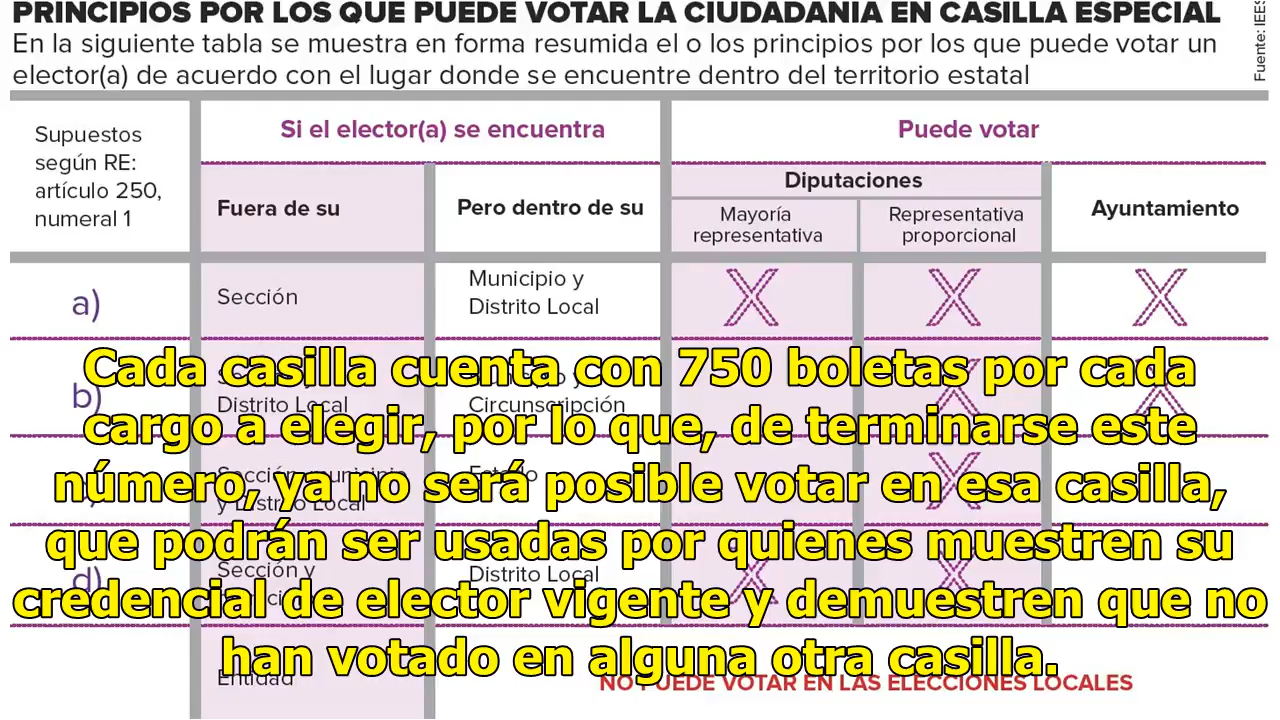 PRINCIPIOS POR LOS QUE PUEDE VOTAR LA CIUDADANÍA EN CASILLA ESPECIAL
En la siguiente tabla se muestra en forma resumida el o los principios por los que puede votar un
elector(a) de acuerdo con el lugar donde se encuentre dentro del territorio estatal
Fuente: IEES
Supuestos
según RE:
artículo 250,
numeral 1
Si el elector(a) se encuentra
Puede votar
Fuera de su
Pero dentro de su
Diputaciones
Mayoría
representativa
Representativa
proporcional
Ayuntamiento
a)
Sección
Municipio y
Distrito Local
X
X
X
b)
Distrito Local
Circunscripción
X
X
Sección municipio
y Distrito Local
Estado
X
d)
Sección y
Distrito Local
X
X
Entidad
NO PUEDE VOTAR EN LAS ELECCIONES LOCALES
Cada casilla cuenta con 750 boletas por cada
cargo a elegir, por lo que, de terminarse este
número, ya no será posible votar en esa casilla,
que podrán ser usadas por quienes muestren su
credencial de elector vigente y demuestren que no
han votado en alguna otra casilla.